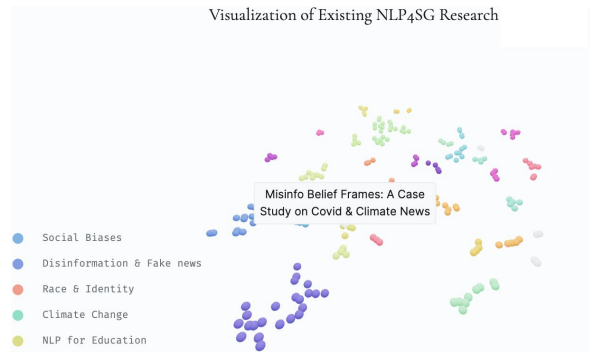 Visualization of Existing NLP4SG Research
Misinfo Belief Frames: A Case
Study on Covid & Climate News
Social Biases
Disinformation & Fake news
Race & Identity
Climate Change
NLP for Education